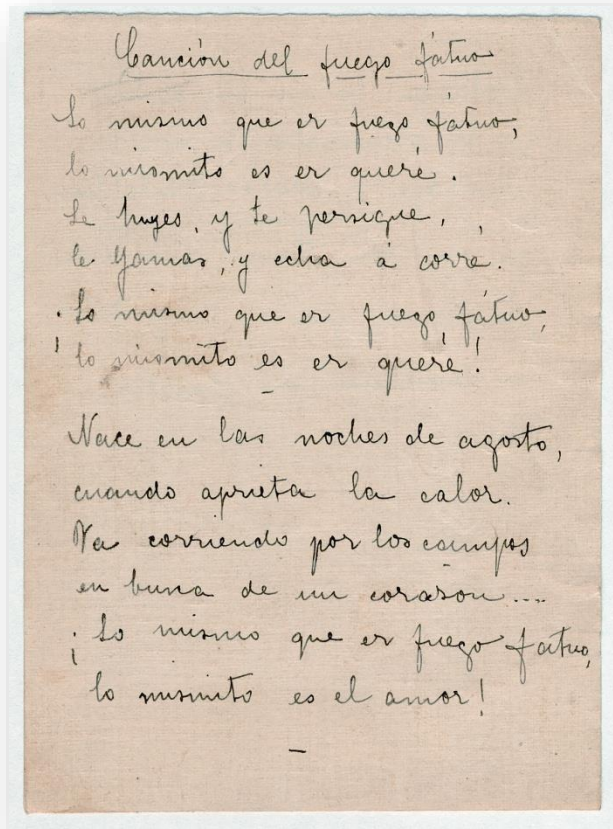 Canción del fuego fátuo
Lo mismo que er fuego fátuo,
lo mismito es er queré.
Le huyes, y te persigue,
le Yamas, y echa á corré.
¡Lo mismo que er fuego fátuo,
lo mismito es er queré!
–
Nace en las noches de agosto,
cuando aprieta la calor.
Va corriendo por los campos
en busca de un corasón....
¡Lo mismo que er fuego fatuo,
lo mismito es el amor!
–